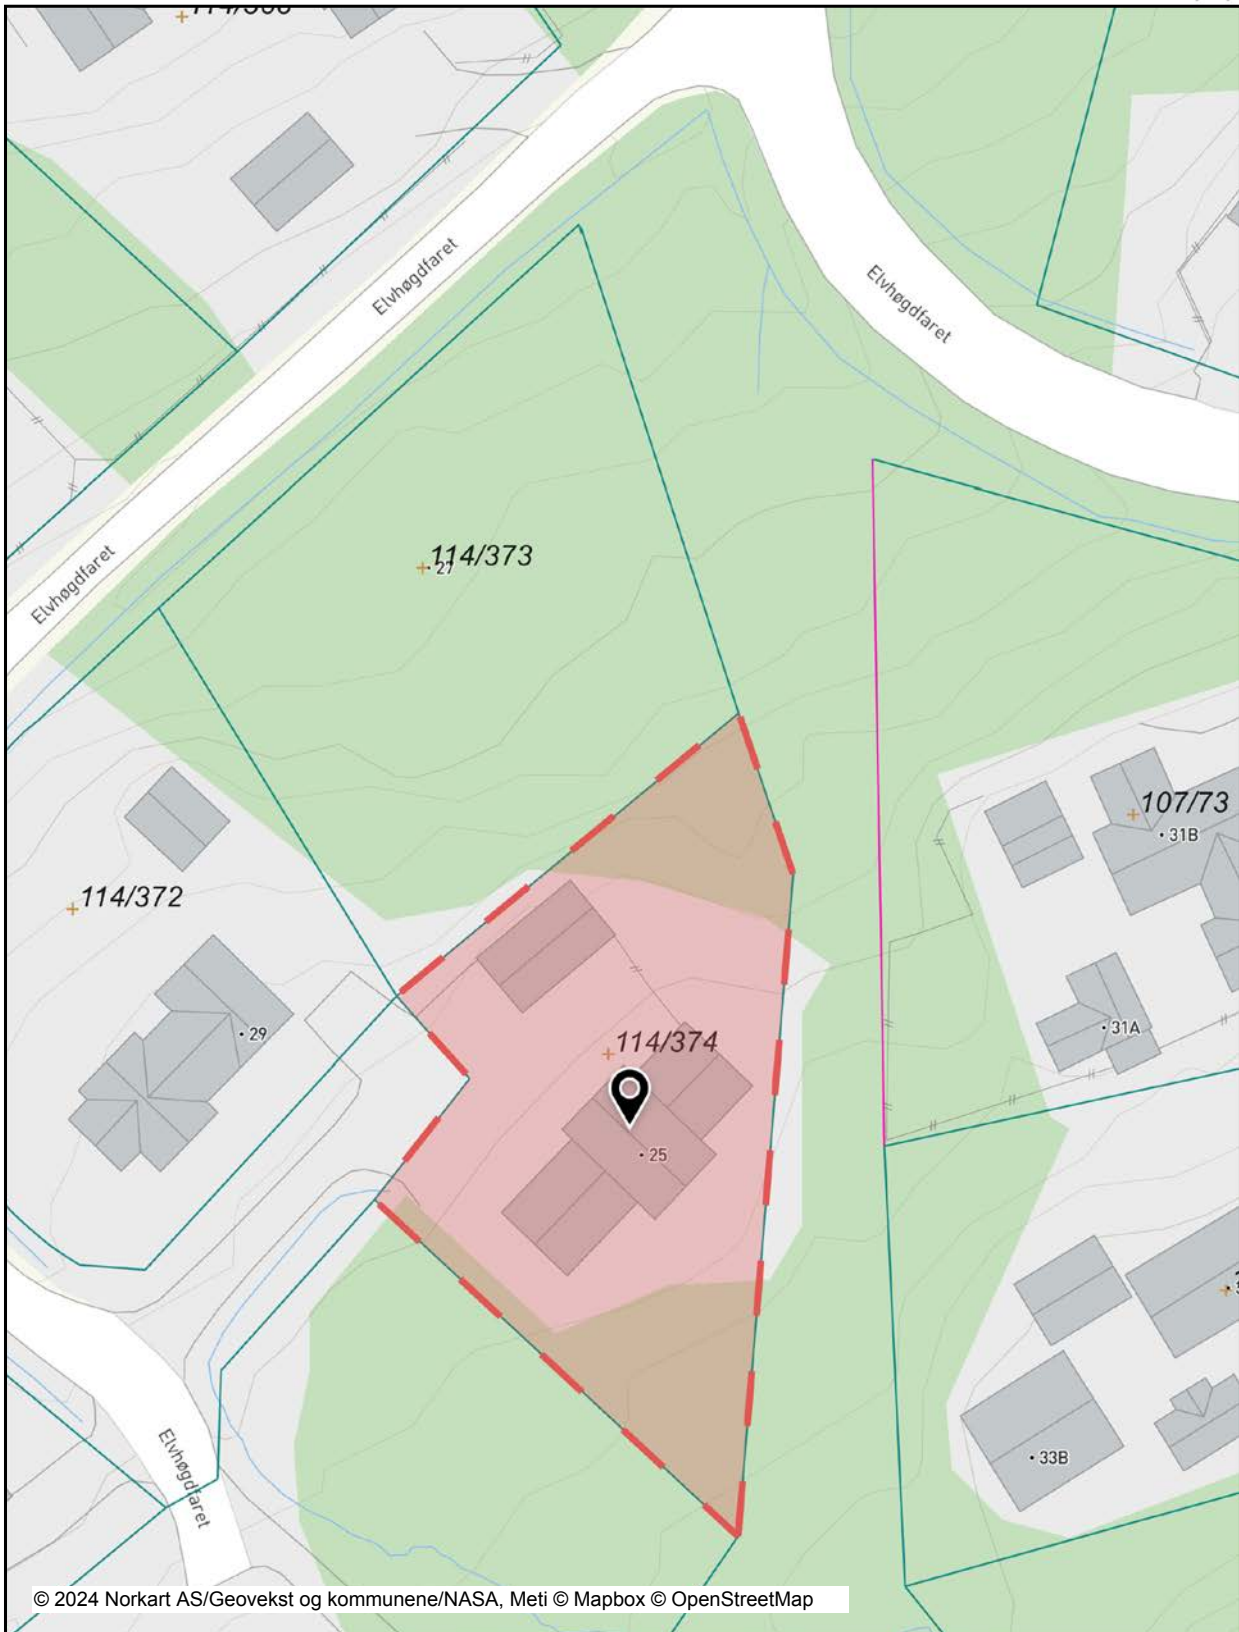 Elvhøgdfaret
Elvhøgdfaret
114/373
27
Elvhøgdfaret
107/73
31B
114/372
29
31A
114/374
25
33B
Elvhøgdfaret
© 2024 Norkart AS/Geovekst og kommunene/NASA, Meti © Mapbox © OpenStreetMap